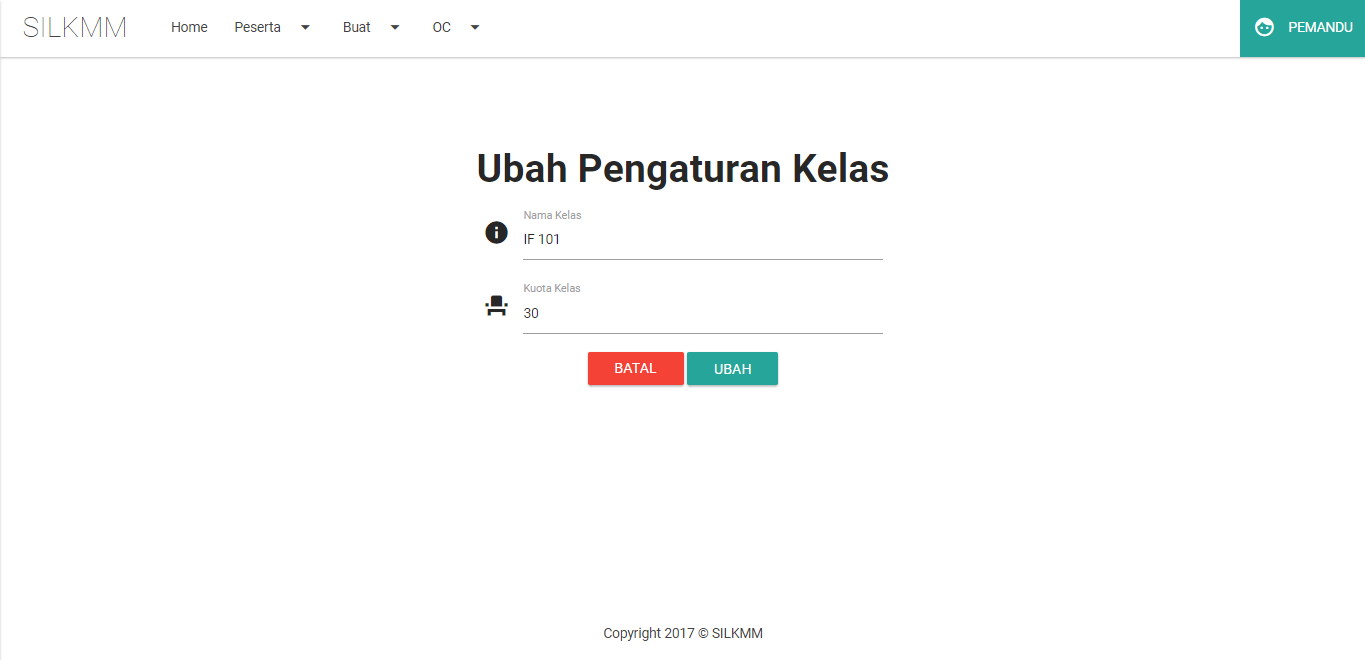 SILKMM Home Peserta Buat OC PEMANDU
Ubah Pengaturan Kelas
Nama Kelas
IF 101
Kuota Kelas
30
BATAL UBAH
Copyright 2017 © SILKMM